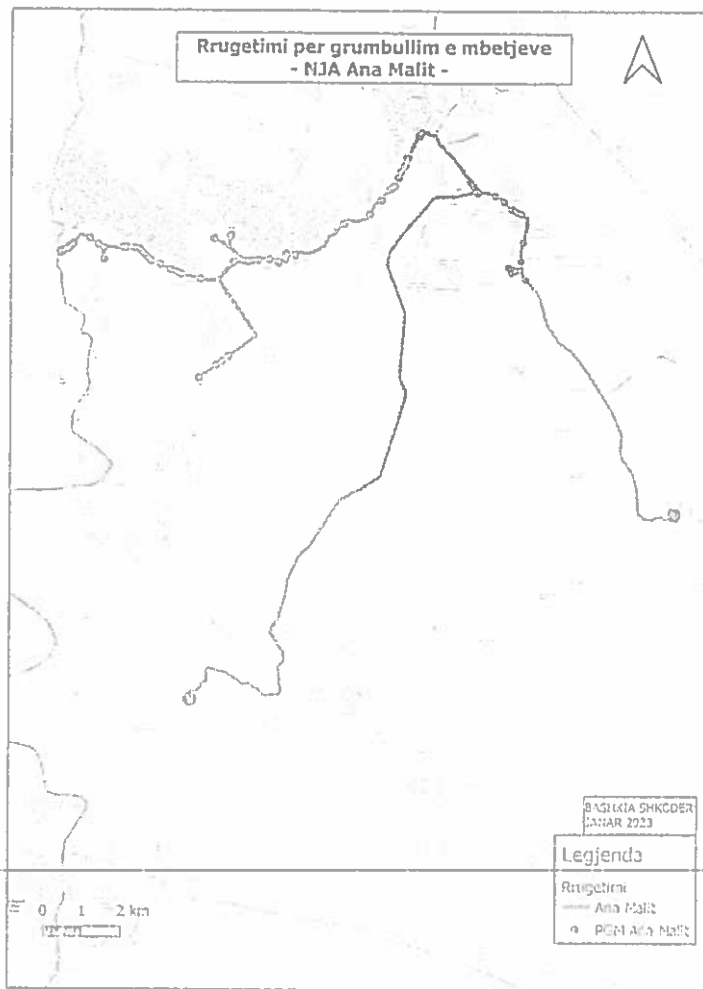 Rrugetimi per grumbullim e mbetjeve
- NJA Ana Malit -
BASHKIA SHKODER
JANAR 2023
Legjenda
Rrugetimi
Ana Malit
PGM Ana Malit
0 1 2 km